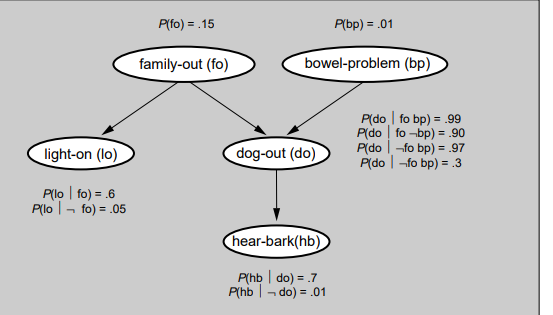 P(fo) = .15
P(bp) = .01
family-out (fo)
bowel-problem (bp)
P(do | fo bp) = .99
P(do | fo ¬bp) = .90
P(do | ¬fo bp) = .97
P(do | ¬fo bp) = .3
light-on (lo)
dog-out (do)
P(lo | fo) = .6
P(lo | ¬ fo) = .05
hear-bark(hb)
P(hb | do) = .7
P(hb | ¬ do) = .01